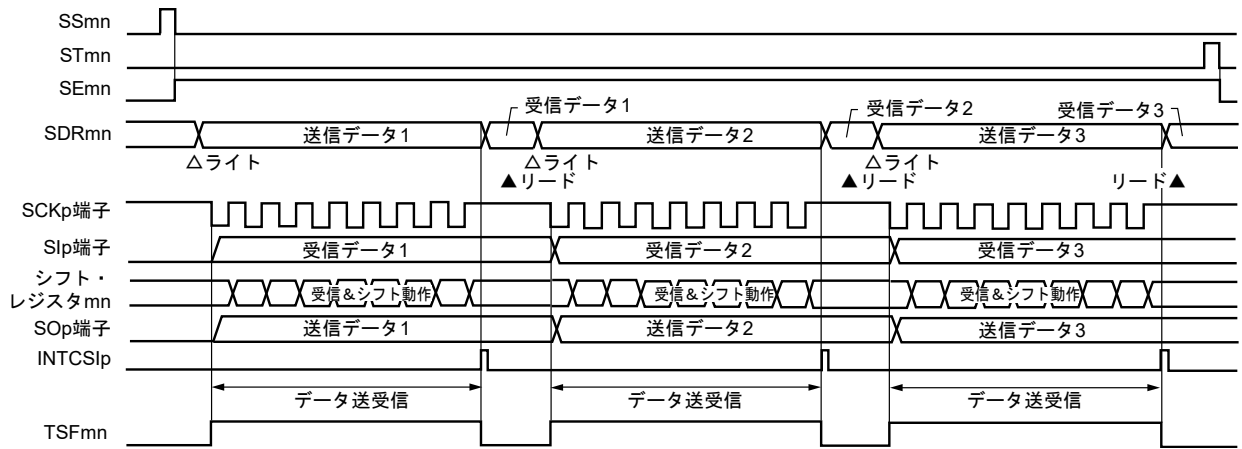 SSmn
STmn
SEmn
受信データ1 受信データ2 受信データ3
SDRmn 送信データ1 送信データ2 送信データ3
△ライト △ライト △ライト
▲リード ▲リード リード▲
SCKp端子
SIp端子 受信データ1 受信データ2 受信データ3
シフト・
レジスタmn 受信&シフト動作 受信&シフト動作 受信&シフト動作
SOp端子 送信データ1 送信データ2 送信データ3
INTCSIp
データ送受信 データ送受信 データ送受信
TSFmn